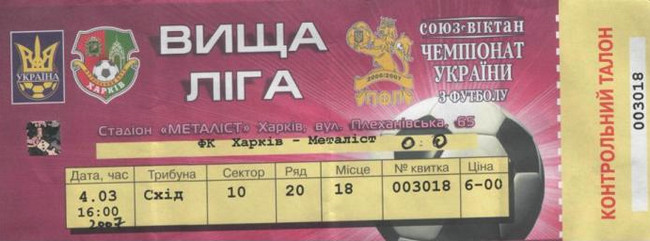 УКРАЇНА
ХАРКІВ
ВИЩА
ЛІГА
2006/2007
ПФЛ
СОЮЗ-ВІКТАН
ЧЕМПІОНАТ
УКРАЇНИ
З ФУТБОЛУ
Стадіон «МЕТАЛІСТ» Харків, вул. Плеханівська, 65
ФК Харків - Металіст 0:0
Дата, час Трибуна Сектор Ряд Місце № квитка Ціна
4.03 Схід 10 20 18 003018 6-00
16:00
2007
КОНТРОЛЬНИЙ ТАЛОН
003018